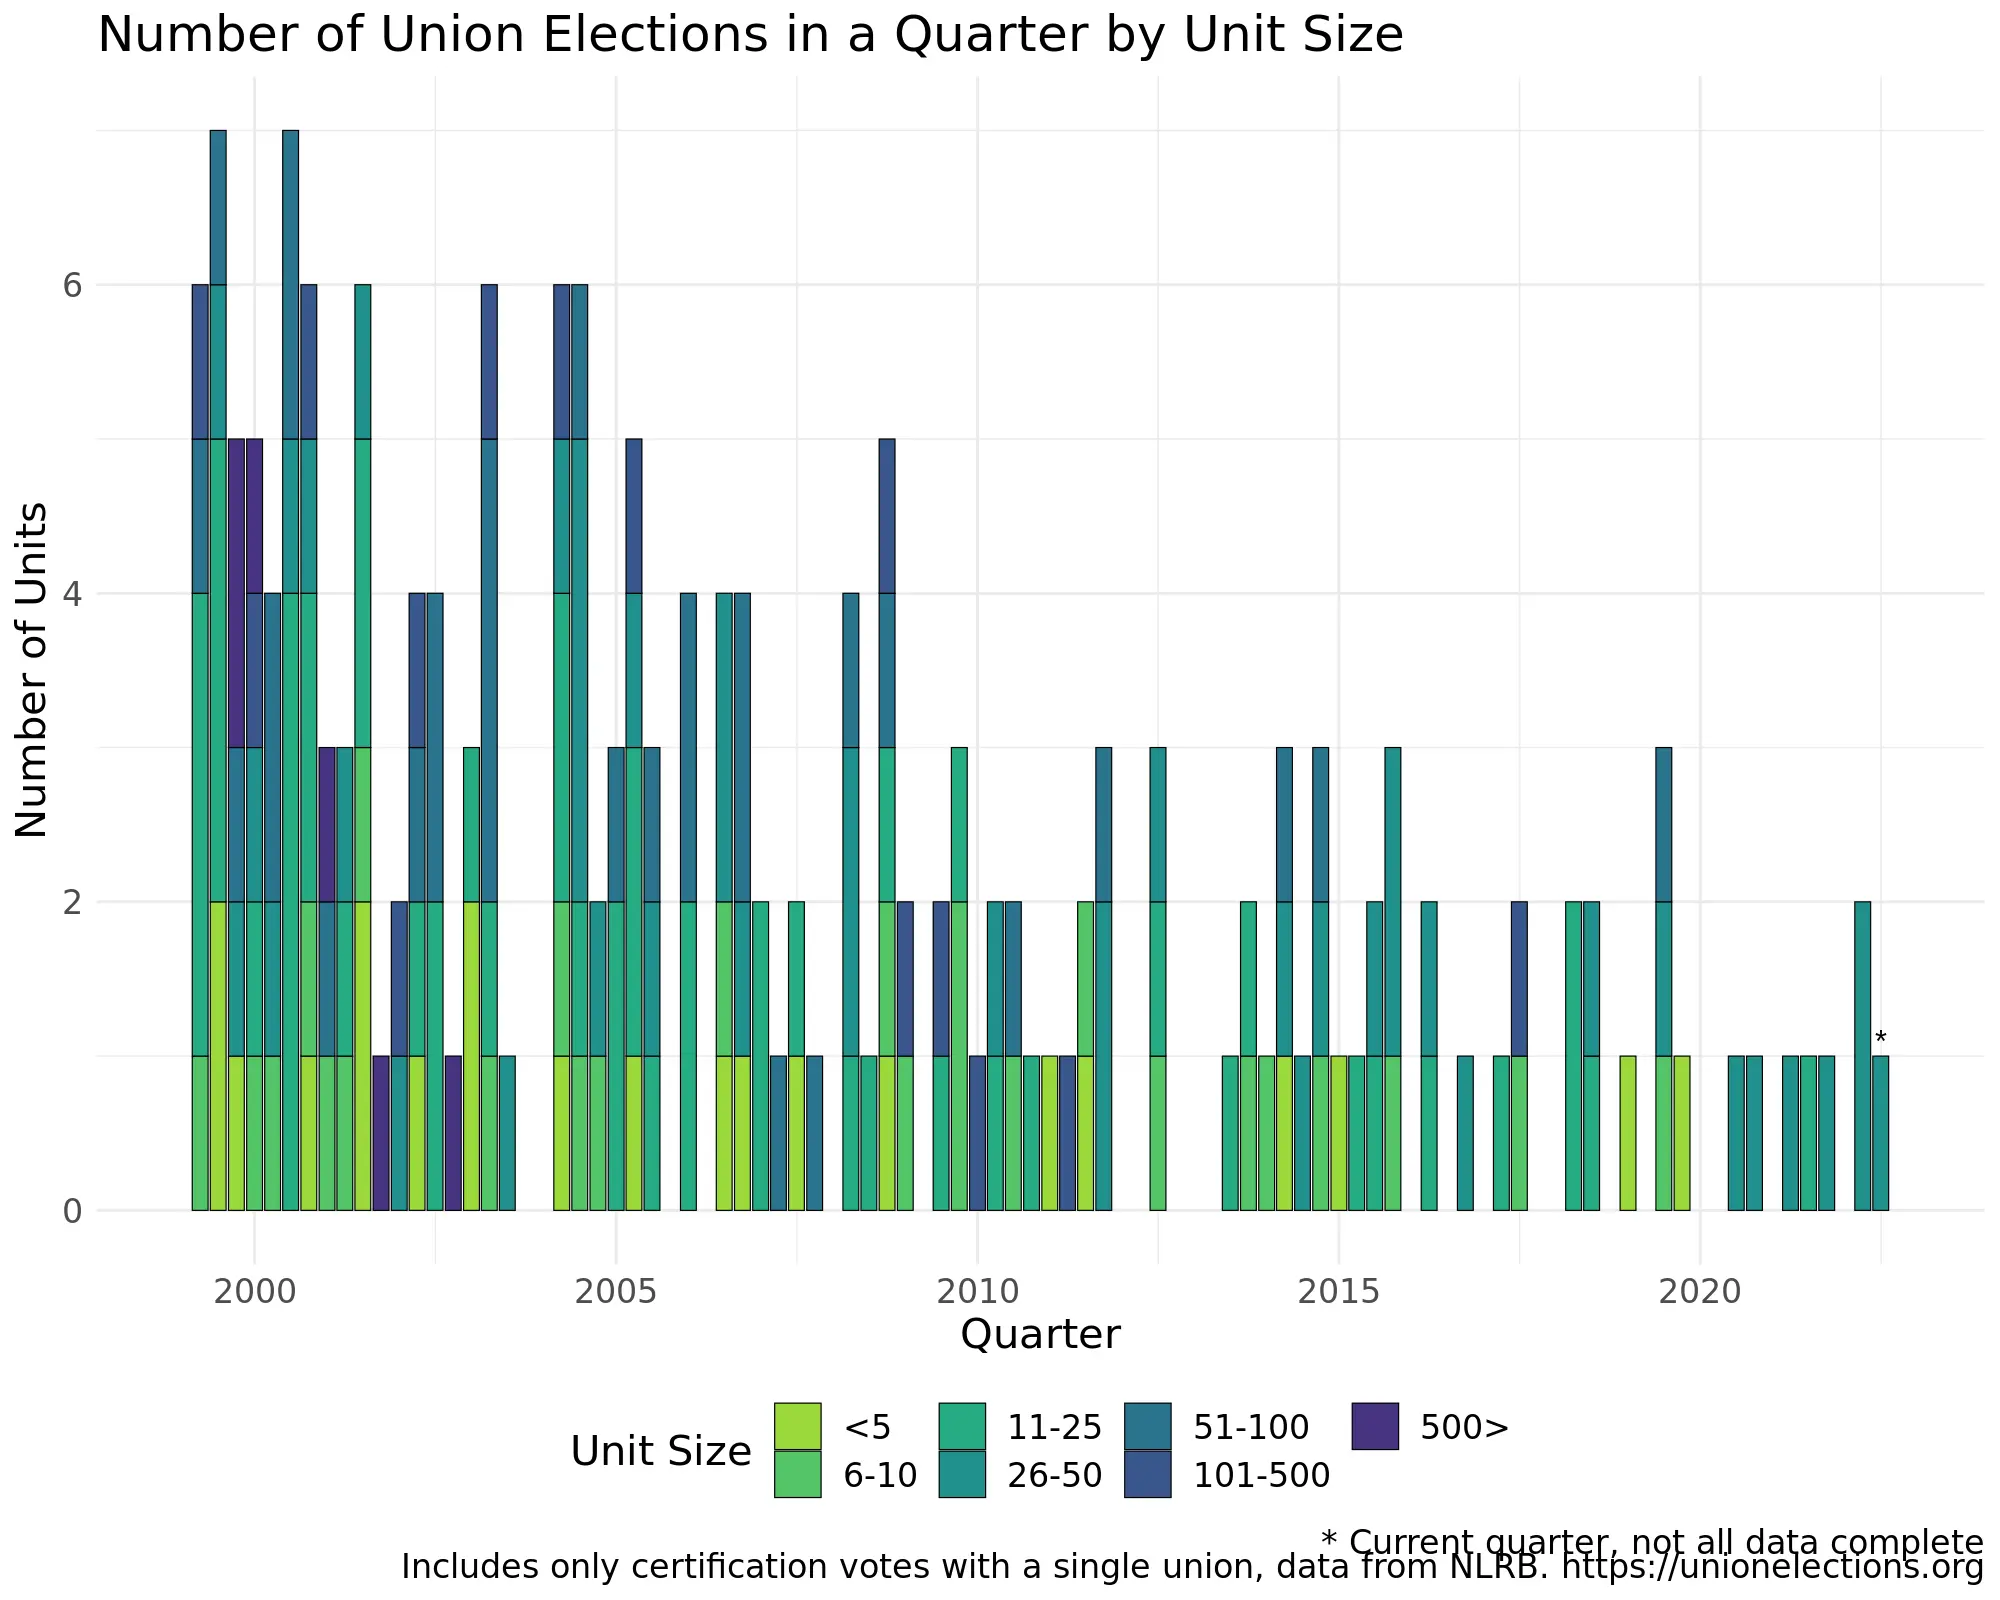 Number of Union Elections in a Quarter by Unit Size
Number of Units
6
4
2
0
*
2000 2005 2010 2015 2020
Quarter
Unit Size
<5 11-25 51-100 500>
6-10 26-50 101-500
* Current quarter, not all data complete
Includes only certification votes with a single union, data from NLRB. https://unionelections.org